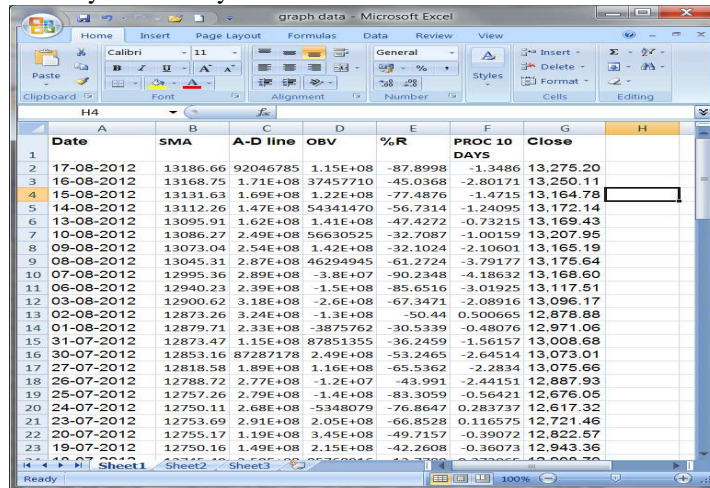 graph data - Microsoft Excel
Home Insert Page Layout Formulas Data Review View
Paste
Calibri 11
B I U A A
General
% ,
Styles
Insert
Delete
Format
Clipboard Font Alignment Number Cells Editing
H4 fx
A B C D E F G H
1 Date SMA A-D line OBV %R PROC 10 DAYS Close
2 17-08-2012 13186.66 92046785 1.15E+08 -87.8998 -1.3486 13,275.20
3 16-08-2012 13168.75 1.71E+08 37457710 -45.0368 -2.80171 13,250.11
4 15-08-2012 13131.63 1.69E+08 1.22E+08 -77.4876 -1.4715 13,164.78
5 14-08-2012 13112.26 1.47E+08 54341470 -56.7314 -1.24095 13,172.14
6 13-08-2012 13095.91 1.62E+08 1.41E+08 -47.4272 -0.73215 13,169.43
7 10-08-2012 13086.27 2.49E+08 56630525 -32.7087 -1.00159 13,207.95
8 09-08-2012 13073.04 2.54E+08 1.42E+08 -32.1024 -2.10601 13,165.19
9 08-08-2012 13045.31 2.87E+08 46294945 -61.2724 -3.79177 13,175.64
10 07-08-2012 12995.36 2.89E+08 -3.8E+07 -90.2348 -4.18632 13,168.60
11 06-08-2012 12940.23 2.39E+08 -1.5E+08 -85.6516 -3.01925 13,117.51
12 03-08-2012 12900.62 3.18E+08 -2.6E+08 -67.3471 -2.08916 13,096.17
13 02-08-2012 12873.26 3.24E+08 -1.3E+08 -50.44 0.500665 12,878.88
14 01-08-2012 12879.71 2.33E+08 -3875762 -30.5339 -0.48076 12,971.06
15 31-07-2012 12873.47 1.15E+08 87851355 -36.2459 -1.56157 13,008.68
16 30-07-2012 12853.16 87287178 2.49E+08 -53.2465 -2.64514 13,073.01
17 27-07-2012 12818.58 1.89E+08 1.16E+08 -65.5362 -2.2834 13,075.66
18 26-07-2012 12788.72 2.77E+08 -1.2E+07 -43.991 -2.44151 12,887.93
19 25-07-2012 12757.26 2.79E+08 -1.4E+08 -83.3059 -0.56421 12,676.05
20 24-07-2012 12750.11 2.68E+08 -5348079 -76.8647 0.283737 12,617.32
21 23-07-2012 12753.69 2.91E+08 2.05E+08 -66.8528 0.116575 12,721.46
22 20-07-2012 12755.17 1.19E+08 3.45E+08 -49.7157 -0.39072 12,822.57
23 19-07-2012 12750.16 1.49E+08 2.15E+08 -42.2608 -0.36073 12,943.36
Sheet1 Sheet2 Sheet3
Ready 100%